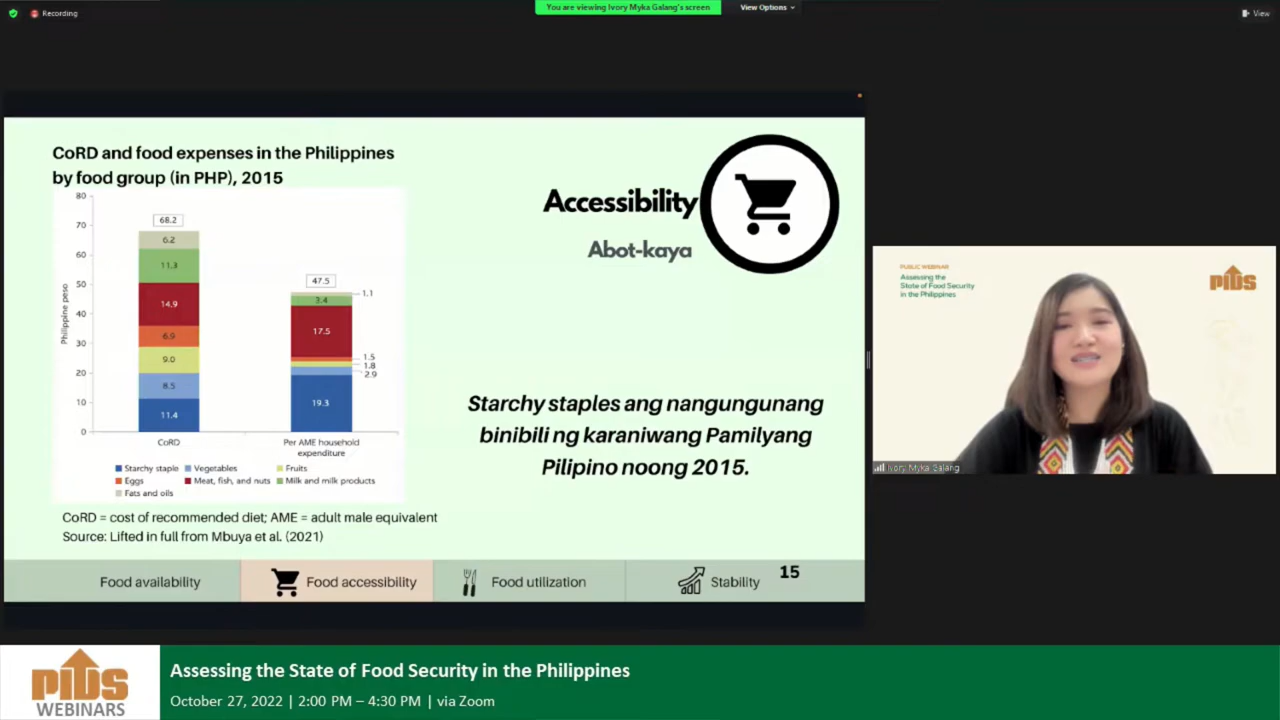 Recording
You are viewing Ivory Myka Galang's screen
View Options
View
CoRD and food expenses in the Philippines
by food group (in PHP), 2015
Philippine peso
80
70
60
50
40
30
20
10
0
68.2
6.2
11.3
14.9
6.9
9.0
8.5
11.4
CoRD
47.5
1.1
3.4
17.5
1.5
1.8
2.9
19.3
Per AME household
expenditure
Starchy staple Vegetables Fruits
Eggs Meat, fish, and nuts Milk and milk products
Fats and oils
CoRD = cost of recommended diet; AME = adult male equivalent
Source: Lifted in full from Mbuya et al. (2021)
Accessibility
Abot-kaya
Starchy staples ang nangungunang
binibili ng karaniwang Pamilyang
Pilipino noong 2015.
Food availability Food accessibility Food utilization Stability 15
PUBLIC WEBINAR
Assessing the
State of Food Security
in the Philippines
PIDS
Ivory Myka Galang
PIDS
WEBINARS
Assessing the State of Food Security in the Philippines
October 27, 2022 | 2:00 PM – 4:30 PM | via Zoom